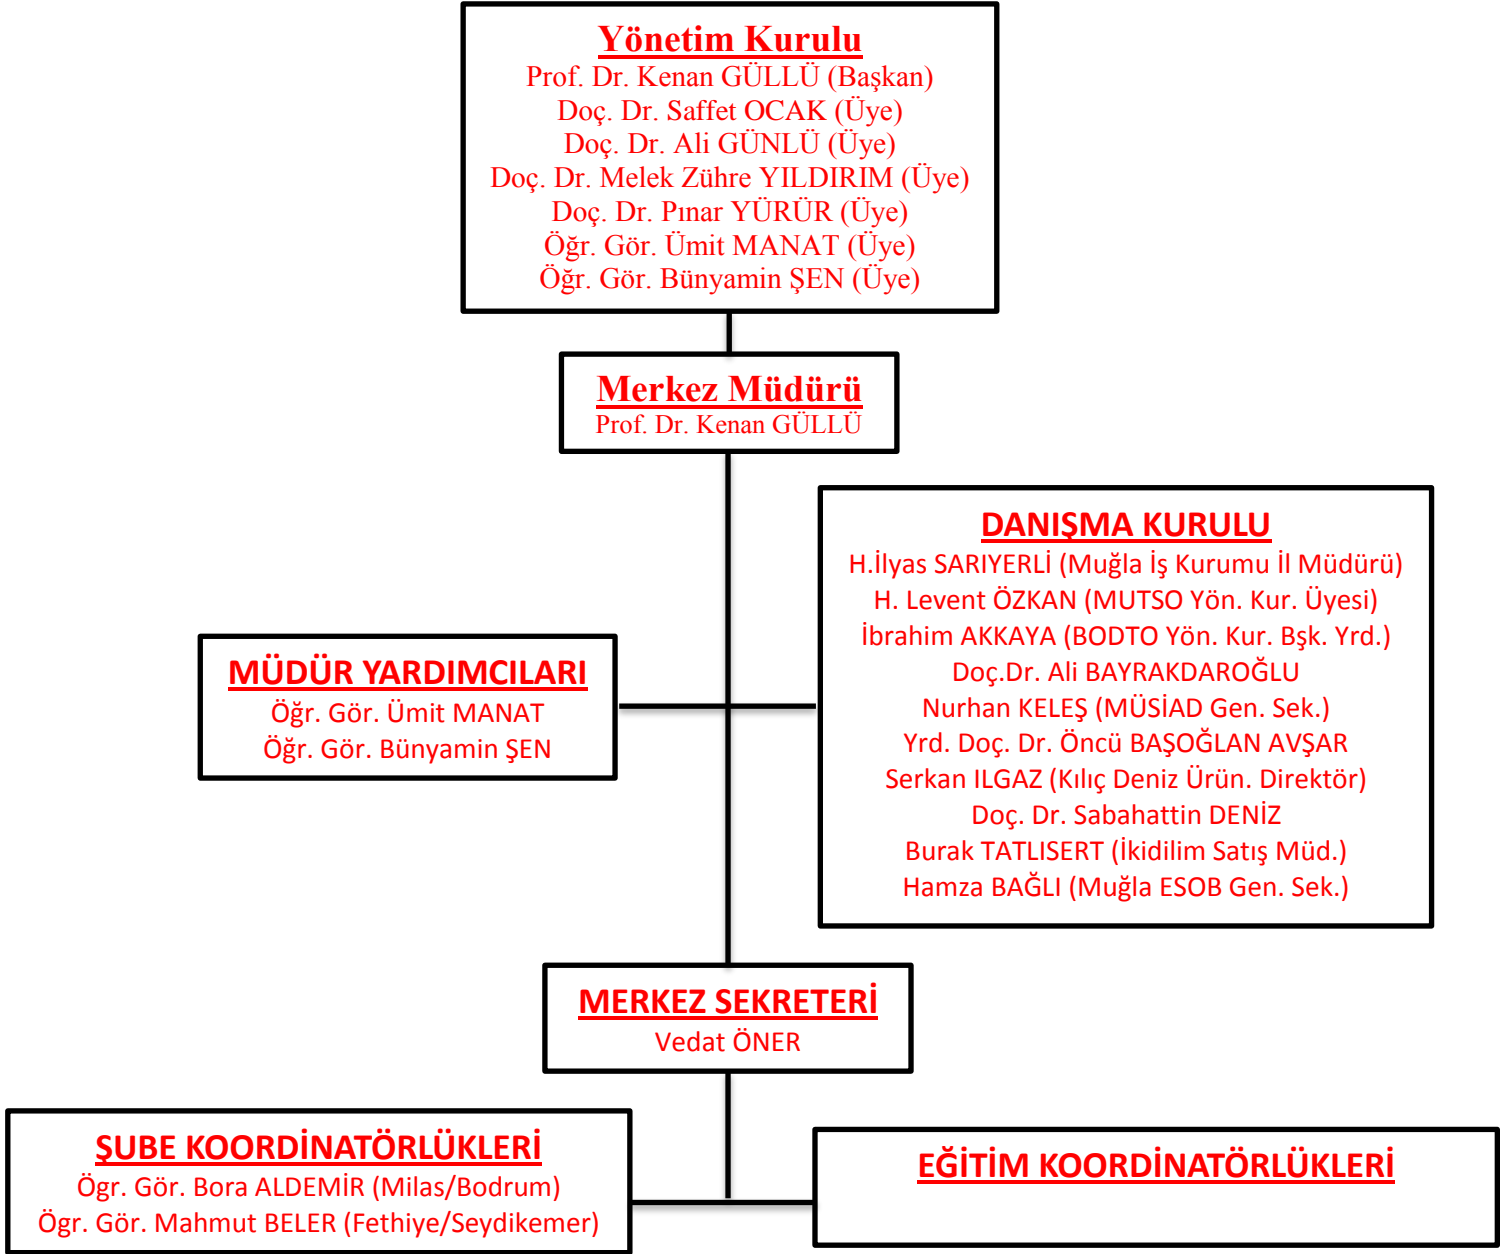 Yönetim Kurulu
Prof. Dr. Kenan GÜLLÜ (Başkan)
Doç. Dr. Saffet OCAK (Üye)
Doç. Dr. Ali GÜNLÜ (Üye)
Doç. Dr. Melek Zühre YILDIRIM (Üye)
Doç. Dr. Pınar YÜRÜR (Üye)
Öğr. Gör. Ümit MANAT (Üye)
Öğr. Gör. Bünyamin ŞEN (Üye)
Merkez Müdürü
Prof. Dr. Kenan GÜLLÜ
DANIŞMA KURULU
H.İlyas SARIYERLİ (Muğla İş Kurumu İl Müdürü)
H. Levent ÖZKAN (MUTSO Yön. Kur. Üyesi)
İbrahim AKKAYA (BODTO Yön. Kur. Bşk. Yrd.)
Doç.Dr. Ali BAYRAKDAROĞLU
Nurhan KELEŞ (MÜSİAD Gen. Sek.)
Yrd. Doç. Dr. Öncü BAŞOĞLAN AVŞAR
Serkan ILGAZ (Kılıç Deniz Ürün. Direktör)
Doç. Dr. Sabahattin DENİZ
Burak TATLISERT (İkidilim Satış Müd.)
Hamza BAĞLI (Muğla ESOB Gen. Sek.)
MÜDÜR YARDIMCILARI
Öğr. Gör. Ümit MANAT
Öğr. Gör. Bünyamin ŞEN
MERKEZ SEKRETERİ
Vedat ÖNER
ŞUBE KOORDİNATÖRLÜKLERİ
Ögr. Gör. Bora ALDEMİR (Milas/Bodrum)
Ögr. Gör. Mahmut BELER (Fethiye/Seydikemer)
EĞİTİM KOORDİNATÖRLÜKLERİ